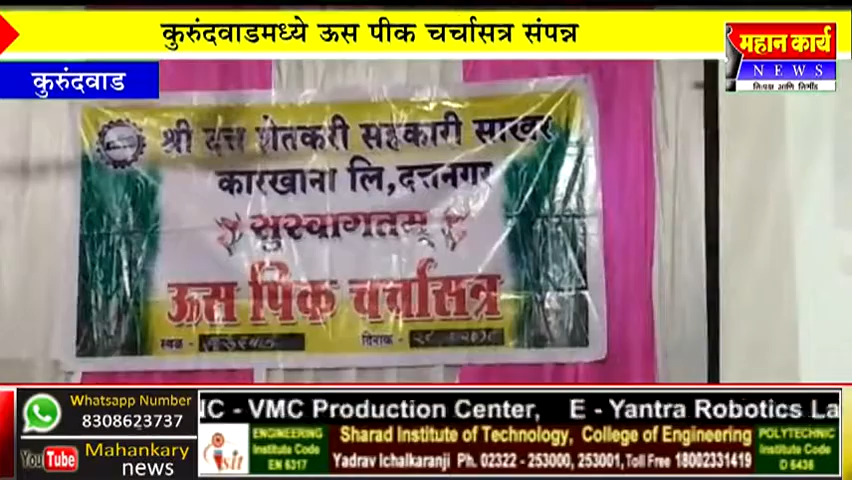 कुरुंदवाडमध्ये ऊस पीक चर्चासत्र संपन्न
महान कार्य
NEWS
निःपक्ष आणि निर्भीड
कुरुंदवाड
श्री दत्त शेतकरी सहकारी साखर
कारखाना लि,दत्तनगर
सुस्वागतम्
ऊस पिक चर्चासत्र
स्थळ -
दिनांक -
Whatsapp Number
8308623737
YouTube
Mahankary
news
NC - VMC Production Center, E - Yantra Robotics La
ENGINEERING
Institute Code
EN 6317
Sharad Institute of Technology, College of Engineering
Yadrav Ichalkaranji Ph. 02322 - 253000, 253001, Toll Free 18002331419
POLYTECHNIC
Institute Code
D 6436